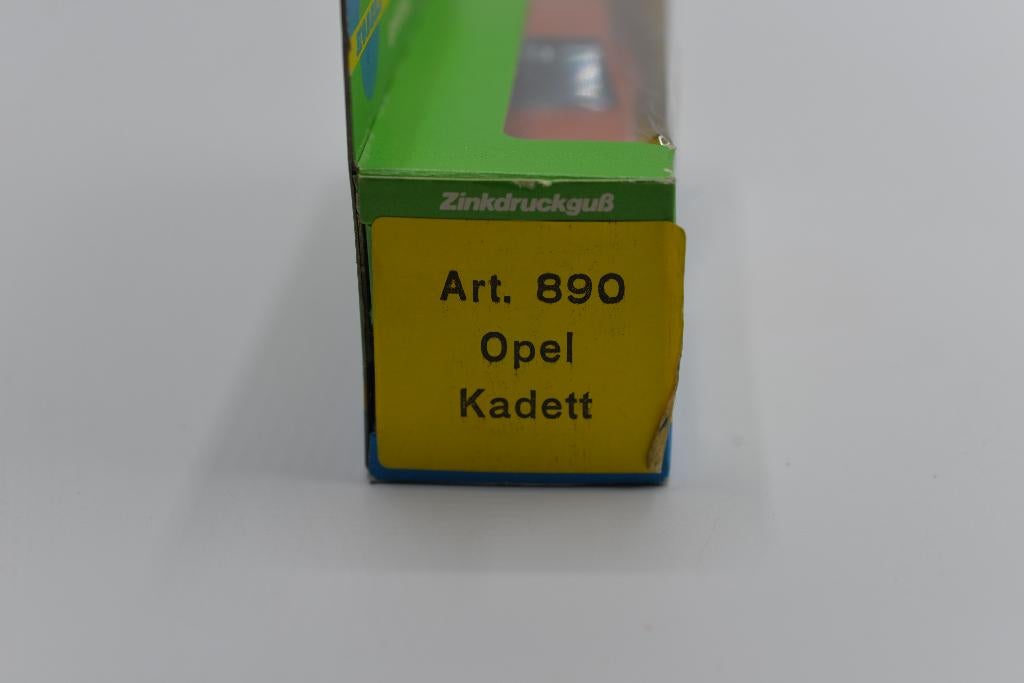 Zinkdruckguß
Art. 890
Opel
Kadett